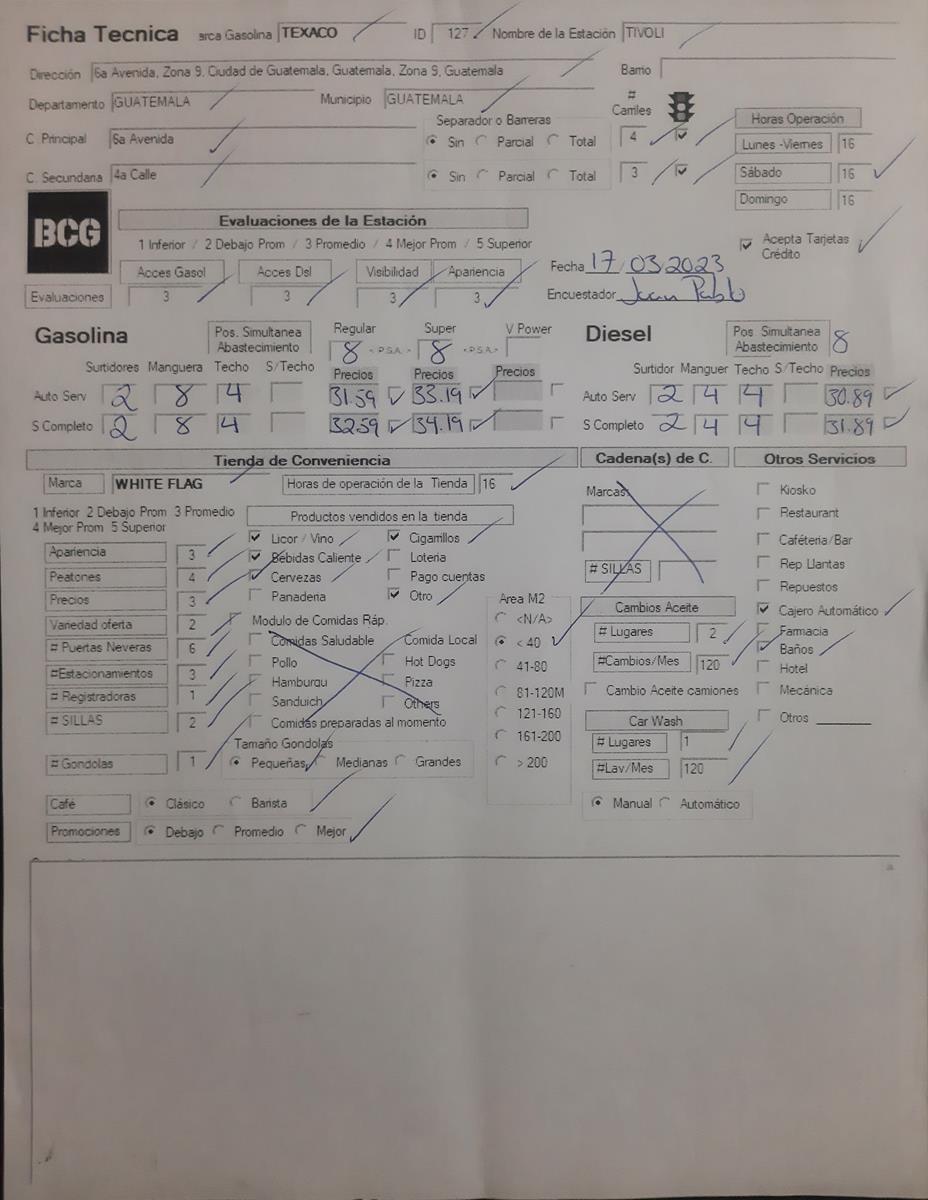 Ficha Tecnica arca Gasolina TEXACO ID 127 Nombre de la Estación TIVOLI
Dirección 6a Avenida, Zona 9, Ciudad de Guatemala, Guatemala, Zona 9, Guatemala Barrio
Departamento GUATEMALA Municipio GUATEMALA # Carriles
Separador o Barreras Horas Operación
C. Principal 6a Avenida Sin Parcial Total 4 Lunes -Viernes 16
C. Secundaria 4a Calle Sin Parcial Total 3 Sábado 16
Domingo 16
BCG Evaluaciones de la Estación
1 Inferior / 2 Debajo Prom / 3 Promedio / 4 Mejor Prom / 5 Superior
Acepta Tarjetas Crédito
Acces Gasol Acces Dsl Visibilidad Apariencia Fecha 17/03/2023
Evaluaciones 3 3 3 3 Encuestador Juan Pablo
Gasolina Pos. Simultanea Abastecimiento Regular 8 <P.S.A.> Super 8 <P.S.A> V Power Diesel Pos. Simultanea Abastecimiento 8
Surtidores Manguera Techo S/Techo Precios Precios Precios Surtidor Manguer Techo S/Techo Precios
Auto Serv 2 8 4 31.59 33.19 Auto Serv 2 4 4 30.89
S Completo 2 8 4 32.59 34.19 S Completo 2 4 4 31.89
Tienda de Conveniencia Cadena(s) de C. Otros Servicios
Marca WHITE FLAG Horas de operación de la Tienda 16 Marcas: Kiosko
1 Inferior 2 Debajo Prom 3 Promedio
4 Mejor Prom 5 Superior
Productos vendidos en la tienda Restaurant
Licor / Vino Cigarrillos Caféteria/Bar
Apariencia 3 Bebidas Caliente Loteria # SILLAS Rep Llantas
Peatones 4 Cervezas Pago cuentas Repuestos
Precios 3 Panaderia Otro Area M2 Cambios Aceite Cajero Automático
Variedad oferta 2 Modulo de Comidas Ráp. <N/A> # Lugares 2 Farmacia
# Puertas Neveras 6 Comidas Saludable Comida Local < 40 Baños
#Estacionamientos 3 Pollo Hot Dogs 41-80 #Cambios/Mes 120 Hotel
# Registradoras 1 Hamburgu Pizza 81-120M Cambio Aceite camiones Mecánica
# SILLAS 2 Sanduich Others 121-160 Car Wash Otros
Comidas preparadas al momento 161-200 # Lugares 1
# Gondolas 1 Tamaño Gondolas
Pequeñas Medianas Grandes > 200 #Lav/Mes 120
Café Clásico Barista Manual Automático
Promociones Debajo Promedio Mejor